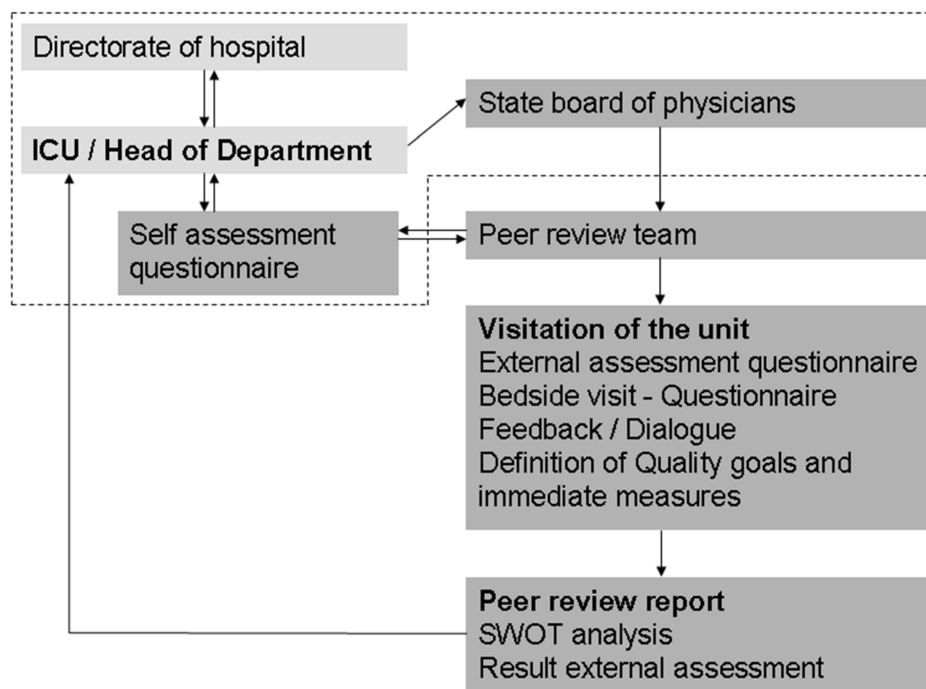 Directorate of hospital
ICU / Head of Department
State board of physicians
Self assessment
questionnaire
Peer review team
Visitation of the unit
External assessment questionnaire
Bedside visit - Questionnaire
Feedback / Dialogue
Definition of Quality goals and
immediate measures
Peer review report
SWOT analysis
Result external assessment